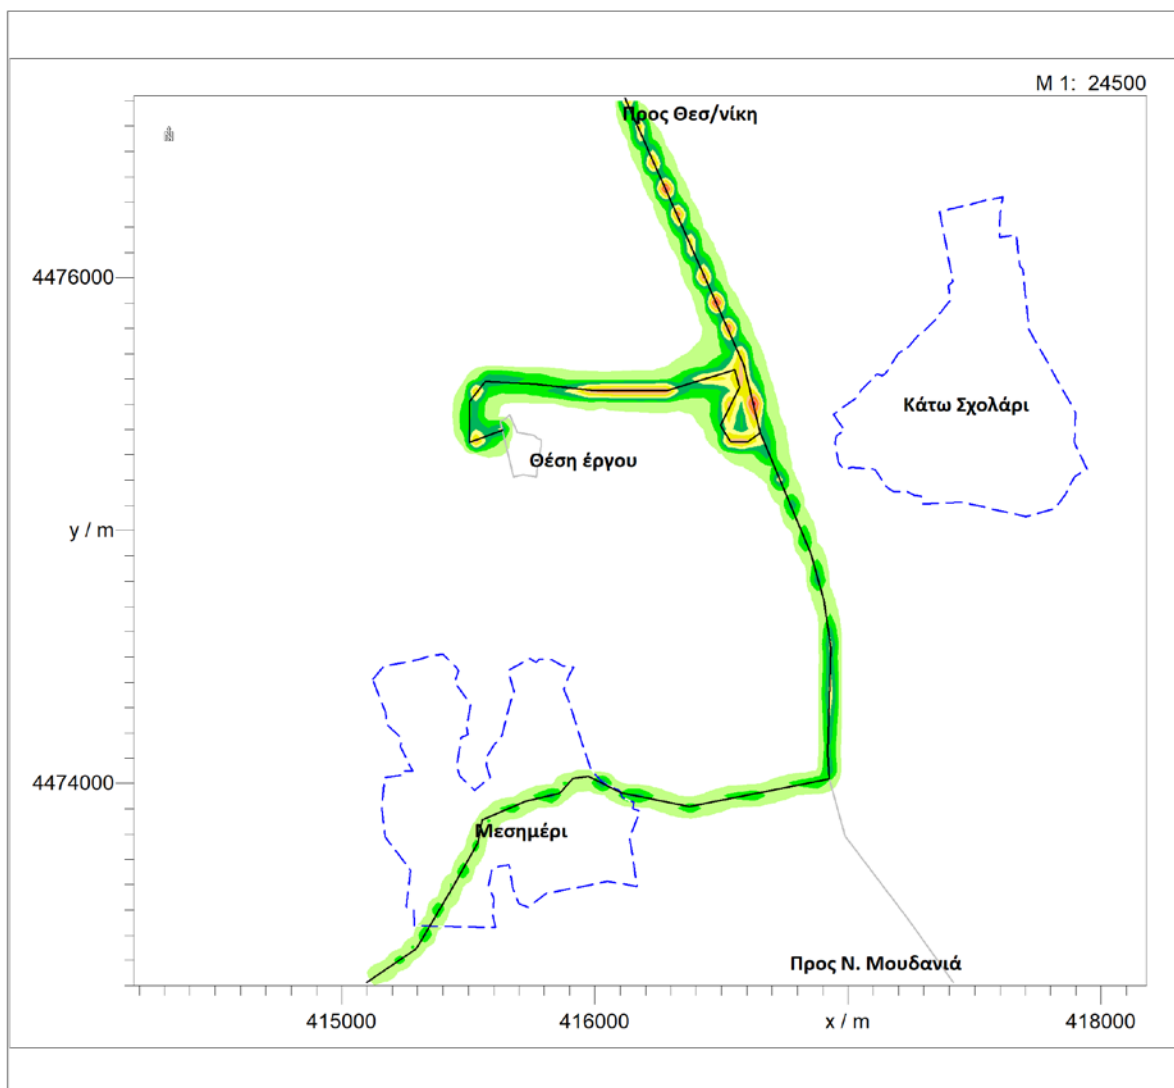 M 1: 24500
Προς Θεσ/νίκη
4476000
Κάτω Σχολάρι
Θέση έργου
y / m
4474000
Μεσημέρι
Προς Ν. Μουδανιά
415000 416000 x / m 418000